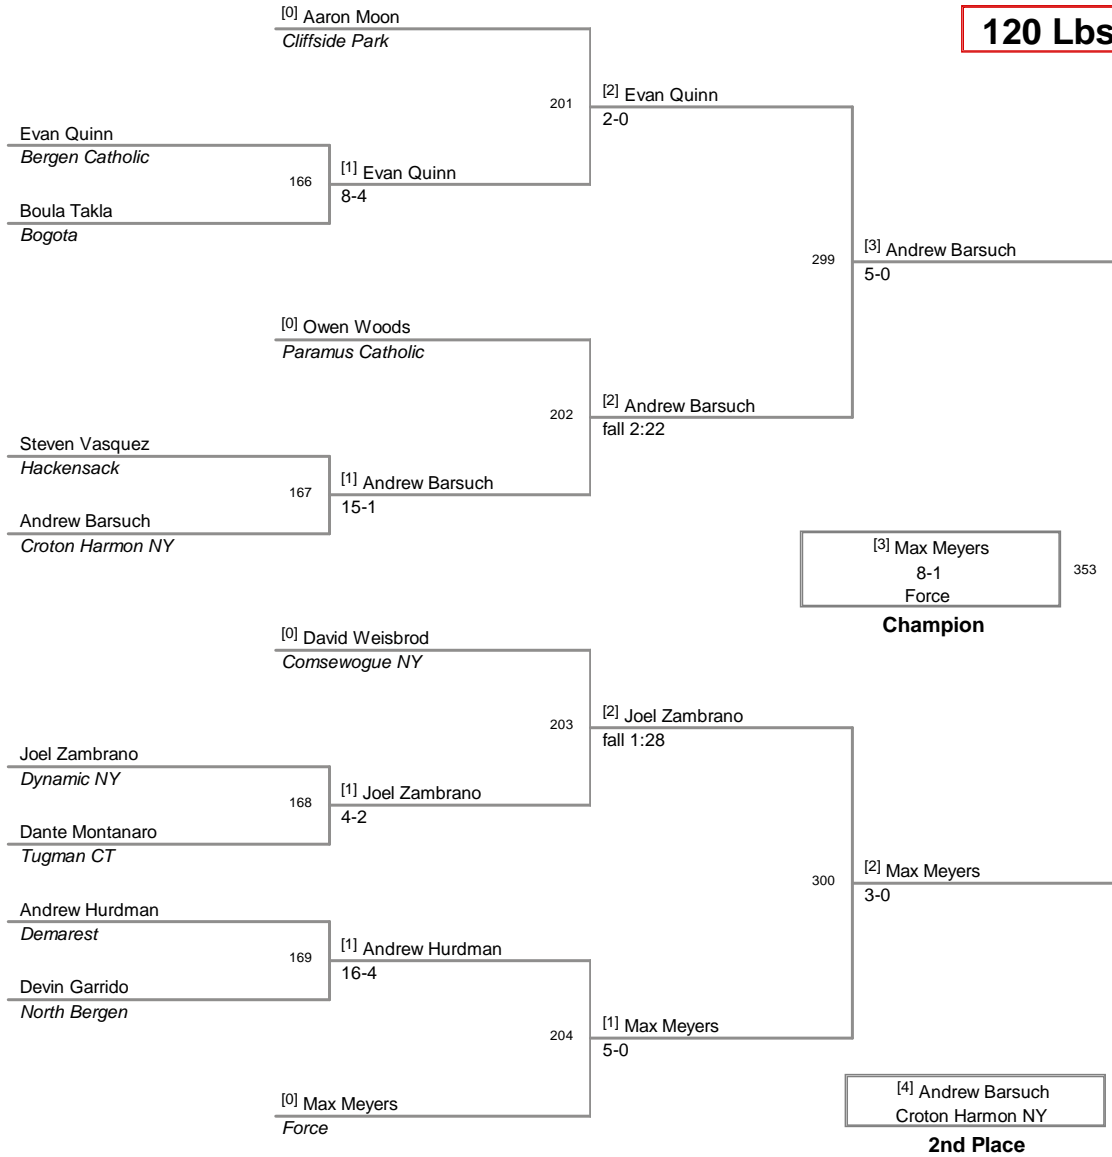 [0] Aaron Moon
Cliffside Park
120 Lbs
201
[2] Evan Quinn
2-0
Evan Quinn
Bergen Catholic
166
[1] Evan Quinn
8-4
Boula Takla
Bogota
299
[3] Andrew Barsuch
5-0
[0] Owen Woods
Paramus Catholic
202
[2] Andrew Barsuch
fall 2:22
Steven Vasquez
Hackensack
167
[1] Andrew Barsuch
15-1
Andrew Barsuch
Croton Harmon NY
[3] Max Meyers
8-1
Force
353
Champion
[0] David Weisbrod
Comsewogue NY
203
[2] Joel Zambrano
fall 1:28
Joel Zambrano
Dynamic NY
168
[1] Joel Zambrano
4-2
Dante Montanaro
Tugman CT
300
[2] Max Meyers
3-0
Andrew Hurdman
Demarest
169
[1] Andrew Hurdman
16-4
Devin Garrido
North Bergen
204
[1] Max Meyers
5-0
[0] Max Meyers
Force
[4] Andrew Barsuch
Croton Harmon NY
2nd Place